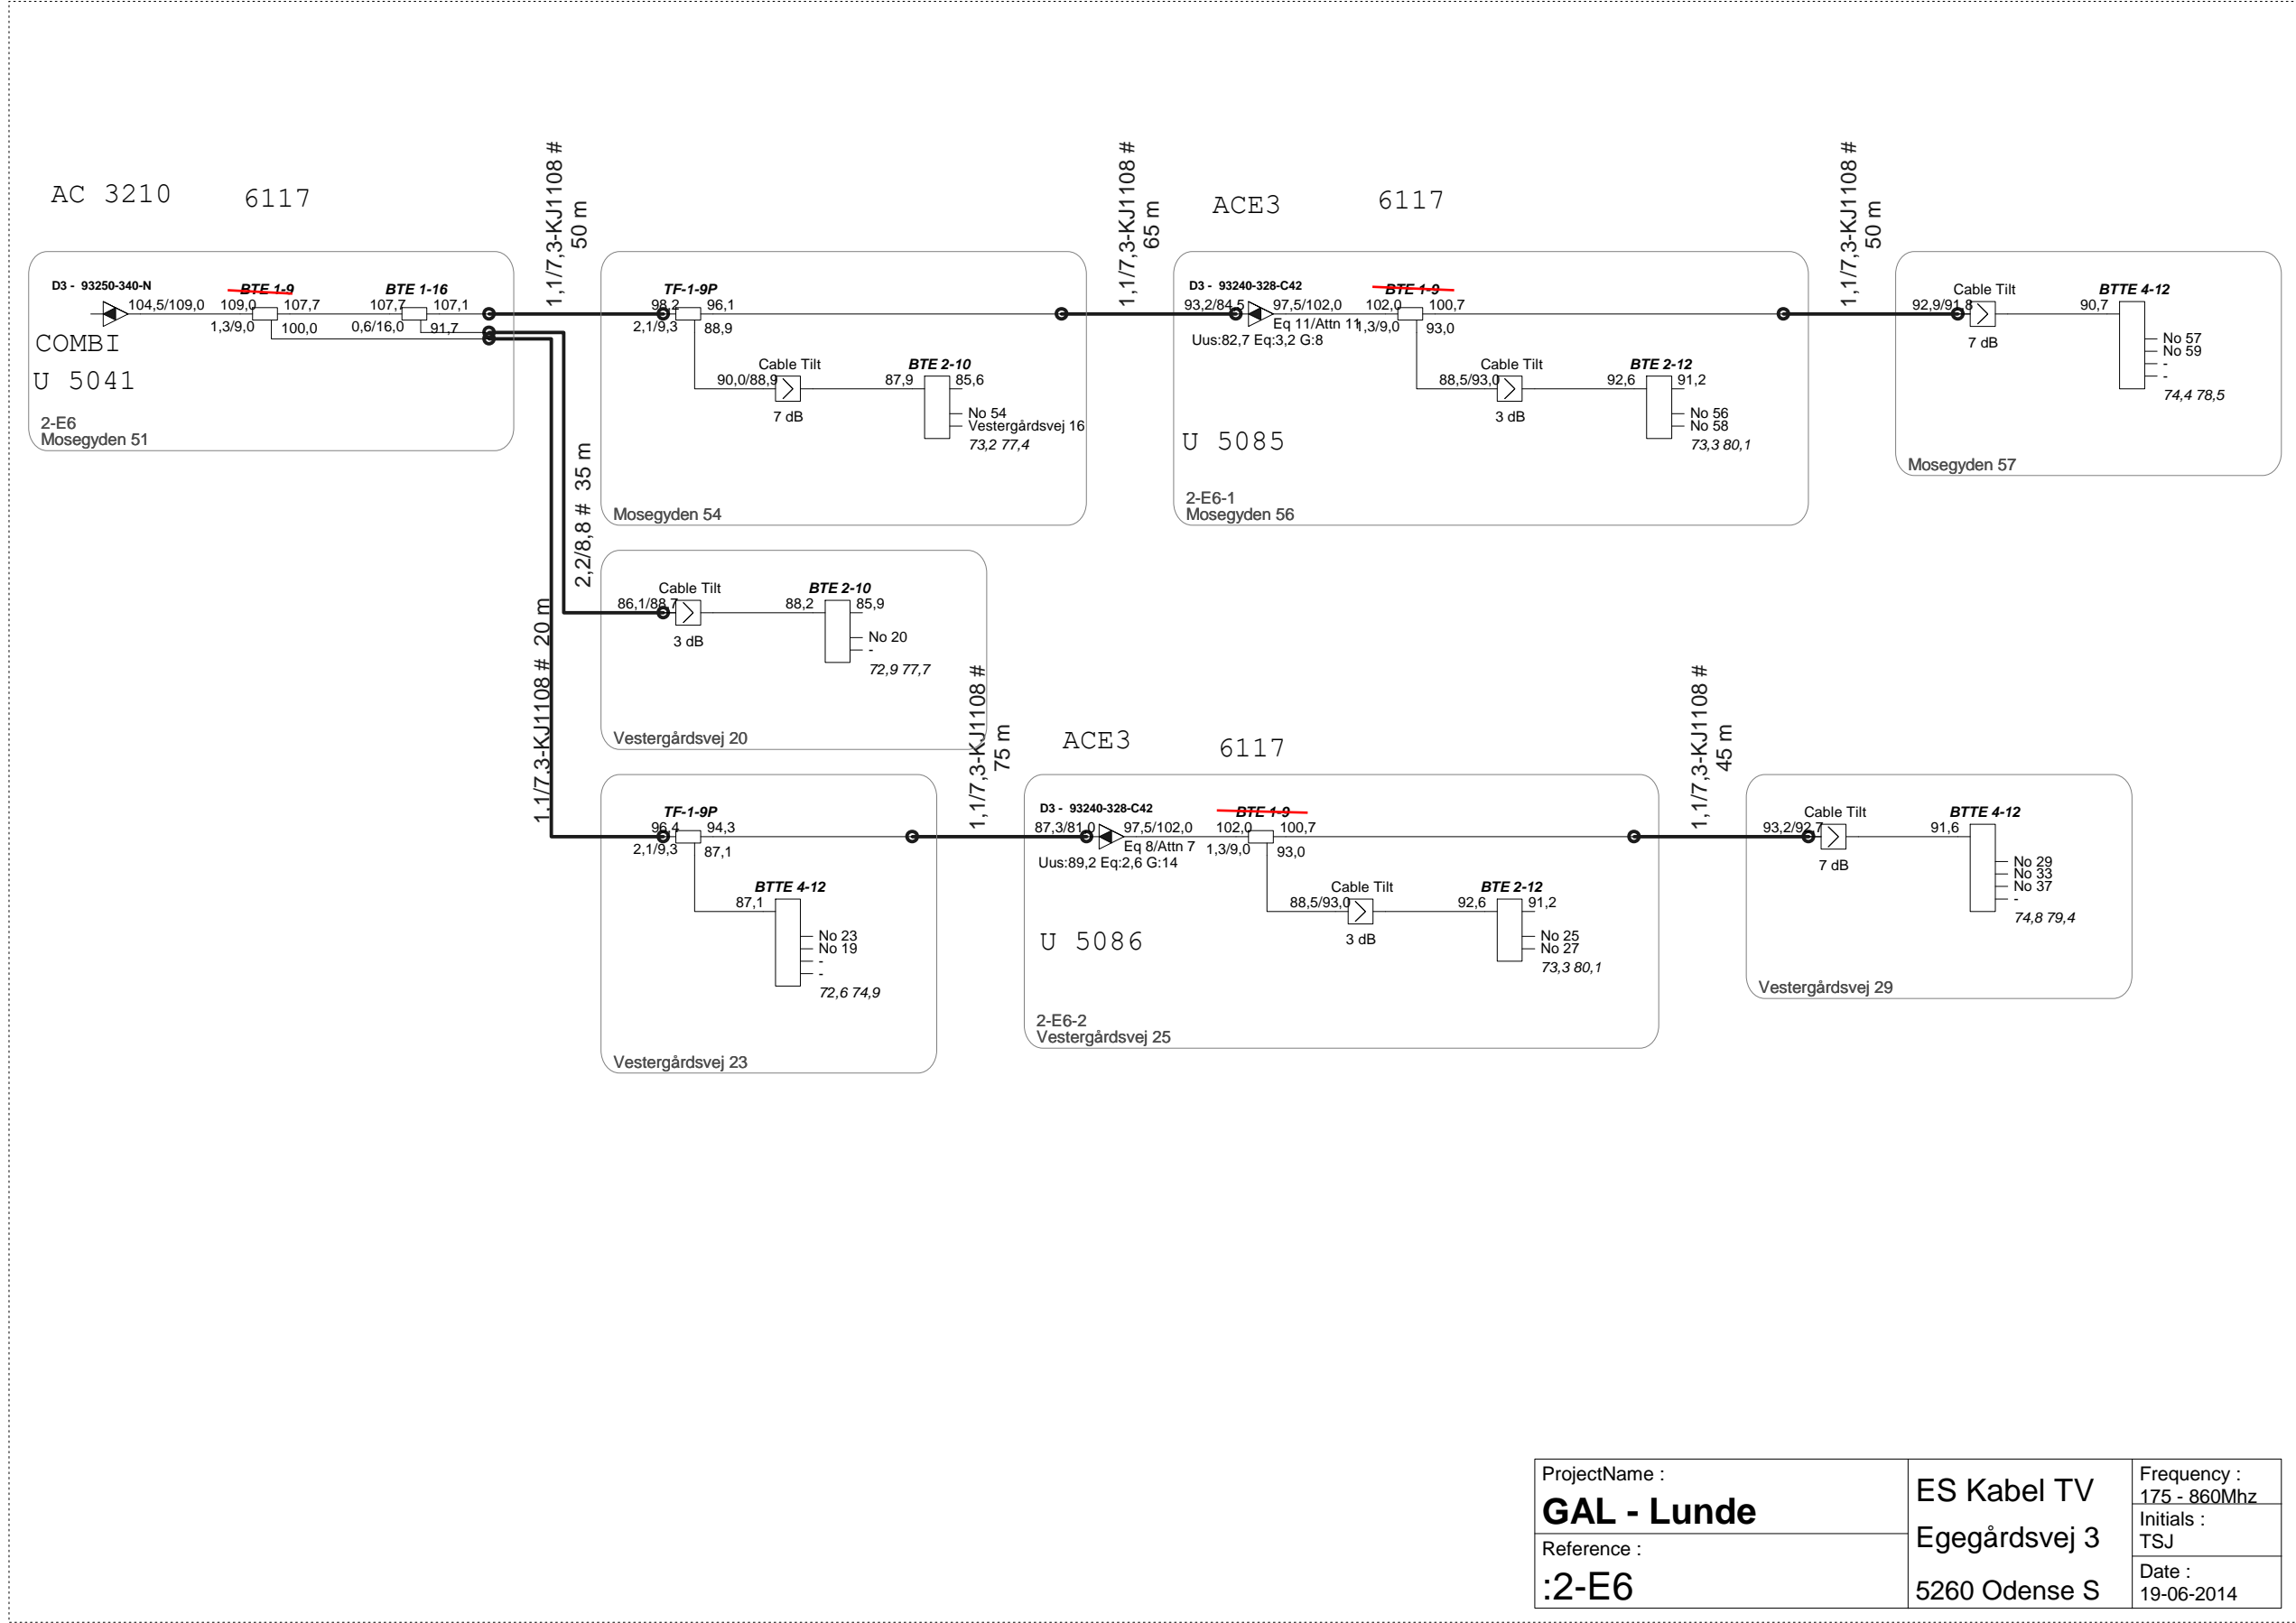 1,1/7,3-KJ1108 #
50 m
1,1/7,3-KJ1108 #
65 m
1,1/7,3-KJ1108 #
50 m
AC 3210
6117
ACE3
6117
D3 - 93250-340-N
104,5/109,0
BTE 1-9
109,0
107,7
1,3/9,0
100,0
BTE 1-16
107,7
107,1
0,6/16,0
91,7
COMBI
U 5041
2-E6
Mosegyden 51
TF-1-9P
98,2
96,1
2,1/9,3
88,9
Cable Tilt
90,0/88,9
7 dB
BTE 2-10
87,9
85,6
No 54
Vestergårdsvej 16
73,2 77,4
Mosegyden 54
D3 - 93240-328-C42
93,2/84,5
97,5/102,0
Eq 11/Attn 11
Uus:82,7 Eq:3,2 G:8
BTE 1-9
102,0
100,7
1,3/9,0
93,0
Cable Tilt
88,5/93,0
3 dB
BTE 2-12
92,6
91,2
No 56
No 58
73,3 80,1
U 5085
2-E6-1
Mosegyden 56
Cable Tilt
92,9/91,8
7 dB
BTTE 4-12
90,7
No 57
No 59
-
-
74,4 78,5
Mosegyden 57
2,2/8,8 # 35 m
1,1/7,3-KJ1108 # 20 m
Cable Tilt
86,1/88,7
3 dB
BTE 2-10
88,2
85,9
No 20
-
72,9 77,7
Vestergårdsvej 20
1,1/7,3-KJ1108 #
75 m
1,1/7,3-KJ1108 #
45 m
ACE3
6117
TF-1-9P
96,4
94,3
2,1/9,3
87,1
BTTE 4-12
87,1
No 23
No 19
-
-
72,6 74,9
Vestergårdsvej 23
D3 - 93240-328-C42
87,3/81,0
97,5/102,0
Eq 8/Attn 7
Uus:89,2 Eq:2,6 G:14
BTE 1-9
102,0
100,7
1,3/9,0
93,0
Cable Tilt
88,5/93,0
3 dB
BTE 2-12
92,6
91,2
No 25
No 27
73,3 80,1
U 5086
2-E6-2
Vestergårdsvej 25
Cable Tilt
93,2/92,7
7 dB
BTTE 4-12
91,6
No 29
No 33
No 37
-
74,8 79,4
Vestergårdsvej 29
ProjectName :
GAL - Lunde
Reference :
:2-E6
ES Kabel TV
Egegårdsvej 3
5260 Odense S
Frequency :
175 - 860Mhz
Initials :
TSJ
Date :
19-06-2014